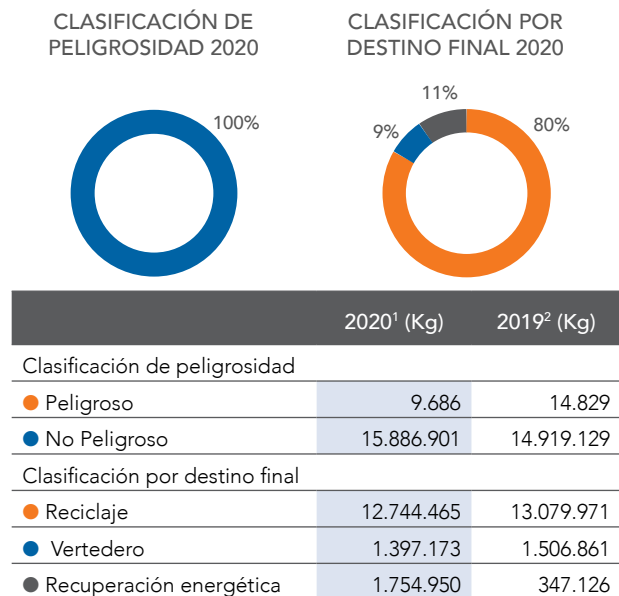 CLASIFICACIÓN DE
PELIGROSIDAD 2020
100%
CLASIFICACIÓN POR
DESTINO FINAL 2020
11%
9%
80%
2020¹ (Kg) 2019² (Kg)
Clasificación de peligrosidad
Peligroso 9.686 14.829
No Peligroso 15.886.901 14.919.129
Clasificación por destino final
Reciclaje 12.744.465 13.079.971
Vertedero 1.397.173 1.506.861
Recuperación energética 1.754.950 347.126